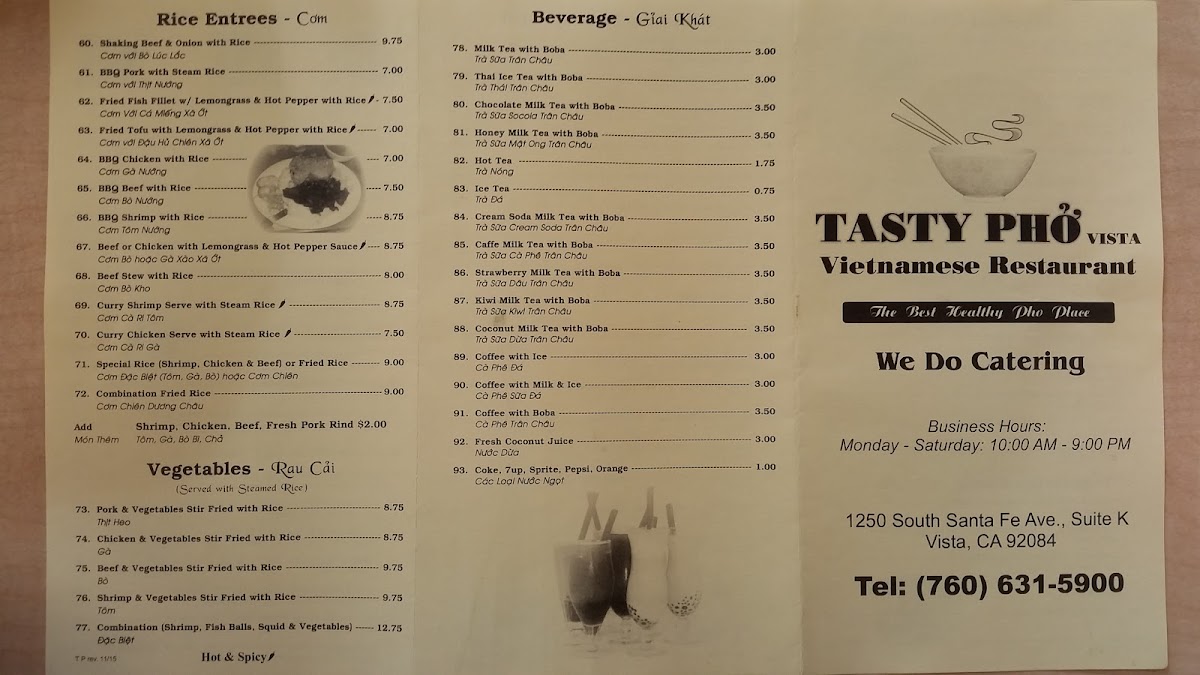 Rice Entrees - Cơm
60. Shaking Beef & Onion with Rice 9.75
Cơm với Bò Lúc Lắc
61. BBQ Pork with Steam Rice 7.00
Cơm với Thịt Nướng
62. Fried Fish Fillet w/ Lemongrass & Hot Pepper with Rice - 7.50
Cơm Với Cá Miếng Xả Ớt
63. Fried Tofu with Lemongrass & Hot Pepper with Rice 7.00
Cơm với Đậu Hủ Chiên Xả Ớt
64. BBQ Chicken with Rice 7.00
Cơm Gà Nướng
65. BBQ Beef with Rice 7.50
Cơm Bò Nướng
66. BBQ Shrimp with Rice 8.75
Cơm Tôm Nướng
67. Beef or Chicken with Lemongrass & Hot Pepper Sauce 8.75
Cơm Bò hoặc Gà Xào Xả Ớt
68. Beef Stew with Rice 8.00
Cơm Bò Kho
69. Curry Shrimp Serve with Steam Rice 8.75
Cơm Cà Ri Tôm
70. Curry Chicken Serve with Steam Rice 7.50
Cơm Cà Ri Gà
71. Special Rice (Shrimp, Chicken & Beef) or Fried Rice 9.00
Cơm Đặc Biệt (Tôm, Gà, Bò) hoặc Cơm Chiên
72. Combination Fried Rice 9.00
Cơm Chiên Dương Châu
Add Shrimp, Chicken, Beef, Fresh Pork Rind $2.00
Món Thêm Tôm, Gà, Bò Bì, Chả
Vegetables - Rau Cải
(Served with Steamed Rice)
73. Pork & Vegetables Stir Fried with Rice 8.75
Thịt Heo
74. Chicken & Vegetables Stir Fried with Rice 8.75
Gà
75. Beef & Vegetables Stir Fried with Rice 9.75
Bò
76. Shrimp & Vegetables Stir Fried with Rice 9.75
Tôm
77. Combination (Shrimp, Fish Balls, Squid & Vegetables) 12.75
Đặc Biệt
T.P rev. 11/15 Hot & Spicy
Beverage - Giải Khát
78. Milk Tea with Boba 3.00
Trà Sữa Trân Châu
79. Thai Ice Tea with Boba 3.00
Trà Thái Trân Châu
80. Chocolate Milk Tea with Boba 3.50
Trà Sữa Socola Trân Châu
81. Honey Milk Tea with Boba 3.50
Trà Sữa Mật Ong Trân Châu
82. Hot Tea 1.75
Trà Nóng
83. Ice Tea 0.75
Trà Đá
84. Cream Soda Milk Tea with Boba 3.50
Trà Sữa Cream Soda Trân Châu
85. Caffe Milk Tea with Boba 3.50
Trà Sữa Cà Phê Trân Châu
86. Strawberry Milk Tea with Boba 3.50
Trà Sữa Dâu Trân Châu
87. Kiwi Milk Tea with Boba 3.50
Trà Sữa Kiwi Trân Châu
88. Coconut Milk Tea with Boba 3.50
Trà Sữa Dừa Trân Châu
89. Coffee with Ice 3.00
Cà Phê Đá
90. Coffee with Milk & Ice 3.00
Cà Phê Sữa Đá
91. Coffee with Boba 3.50
Cà Phê Trân Châu
92. Fresh Coconut Juice 3.00
Nước Dừa
93. Coke, 7up, Sprite, Pepsi, Orange 1.00
Các Loại Nước Ngọt
TASTY PHỞ VISTA
Vietnamese Restaurant
The Best Healthy Pho Place
We Do Catering
Business Hours:
Monday - Saturday: 10:00 AM - 9:00 PM
1250 South Santa Fe Ave., Suite K
Vista, CA 92084
Tel: (760) 631-5900